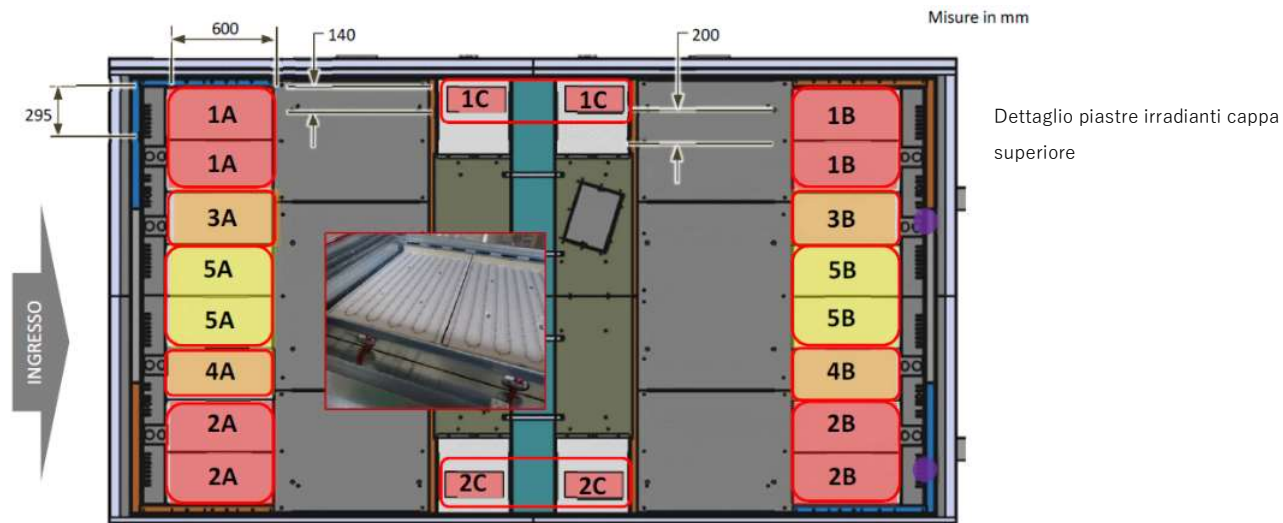 Misure in mm
600
140
200
295
1A
1C
1C
1B
Dettaglio piastre irradianti cappa
superiore
1A
1B
3A
3B
5A
5B
INGRESSO
5A
5B
4A
4B
2A
2B
2A
2C
2C
2B